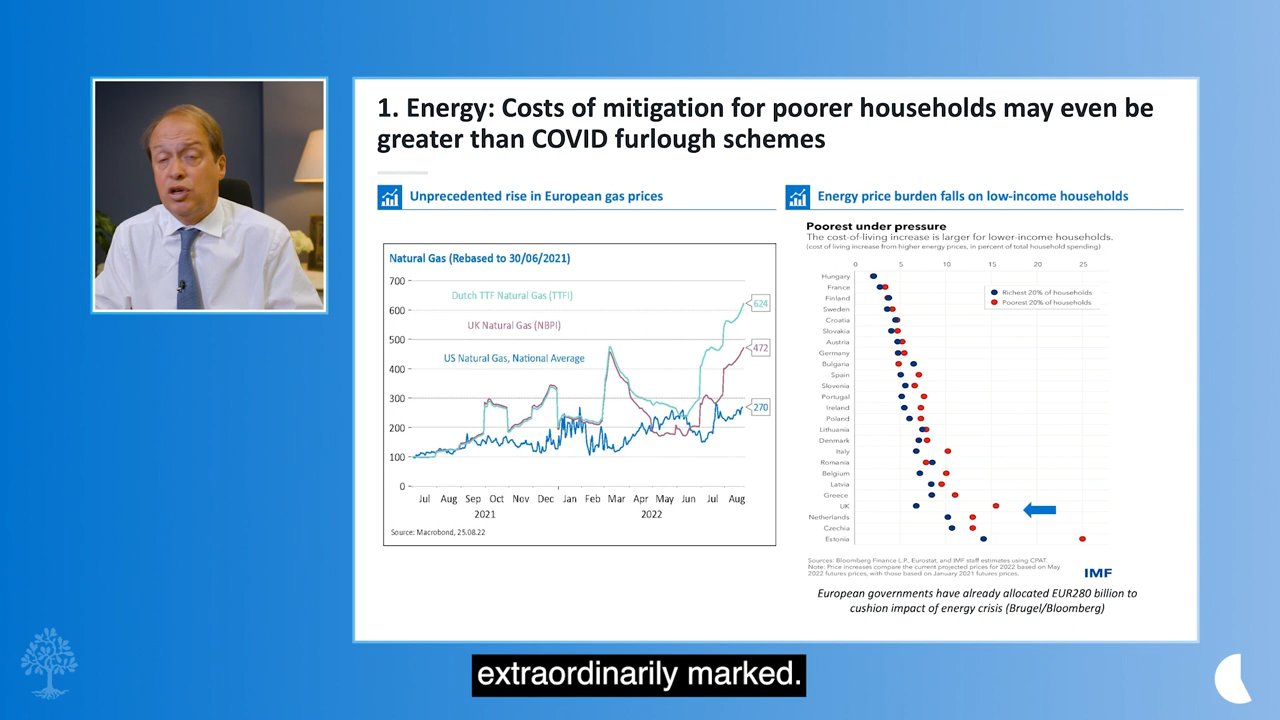 1. Energy: Costs of mitigation for poorer households may even be
greater than COVID furlough schemes
Unprecedented rise in European gas prices
Natural Gas (Rebased to 30/06/2021)
700
600
500
400
300
200
100
0
Dutch TTF Natural Gas (TTFI)
UK Natural Gas (NBPI)
US Natural Gas, National Average
624
472
270
Jul Aug Sep Oct Nov Dec Jan Feb Mar Apr May Jun Jul Aug
2021 2022
Source: Macrobond, 25.08.22
Energy price burden falls on low-income households
Poorest under pressure
The cost-of-living increase is larger for lower-income households.
(cost of living increase from higher energy prices, in percent of total household spending)
0 5 10 15 20 25
Richest 20% of households
Poorest 20% of households
Hungary
France
Finland
Sweden
Croatia
Slovakia
Austria
Germany
Bulgaria
Spain
Slovenia
Portugal
Ireland
Poland
Lithuania
Denmark
Italy
Romania
Belgium
Latvia
Greece
UK
Netherlands
Czechia
Estonia
Sources: Bloomberg Finance L.P., Eurostat, and IMF staff estimates using CPAT.
Note: Price increases compare the current projected prices for 2022 based on May
2022 futures prices, with those based on January 2021 futures prices.
IMF
European governments have already allocated EUR280 billion to
cushion impact of energy crisis (Brugel/Bloomberg)
extraordinarily marked.